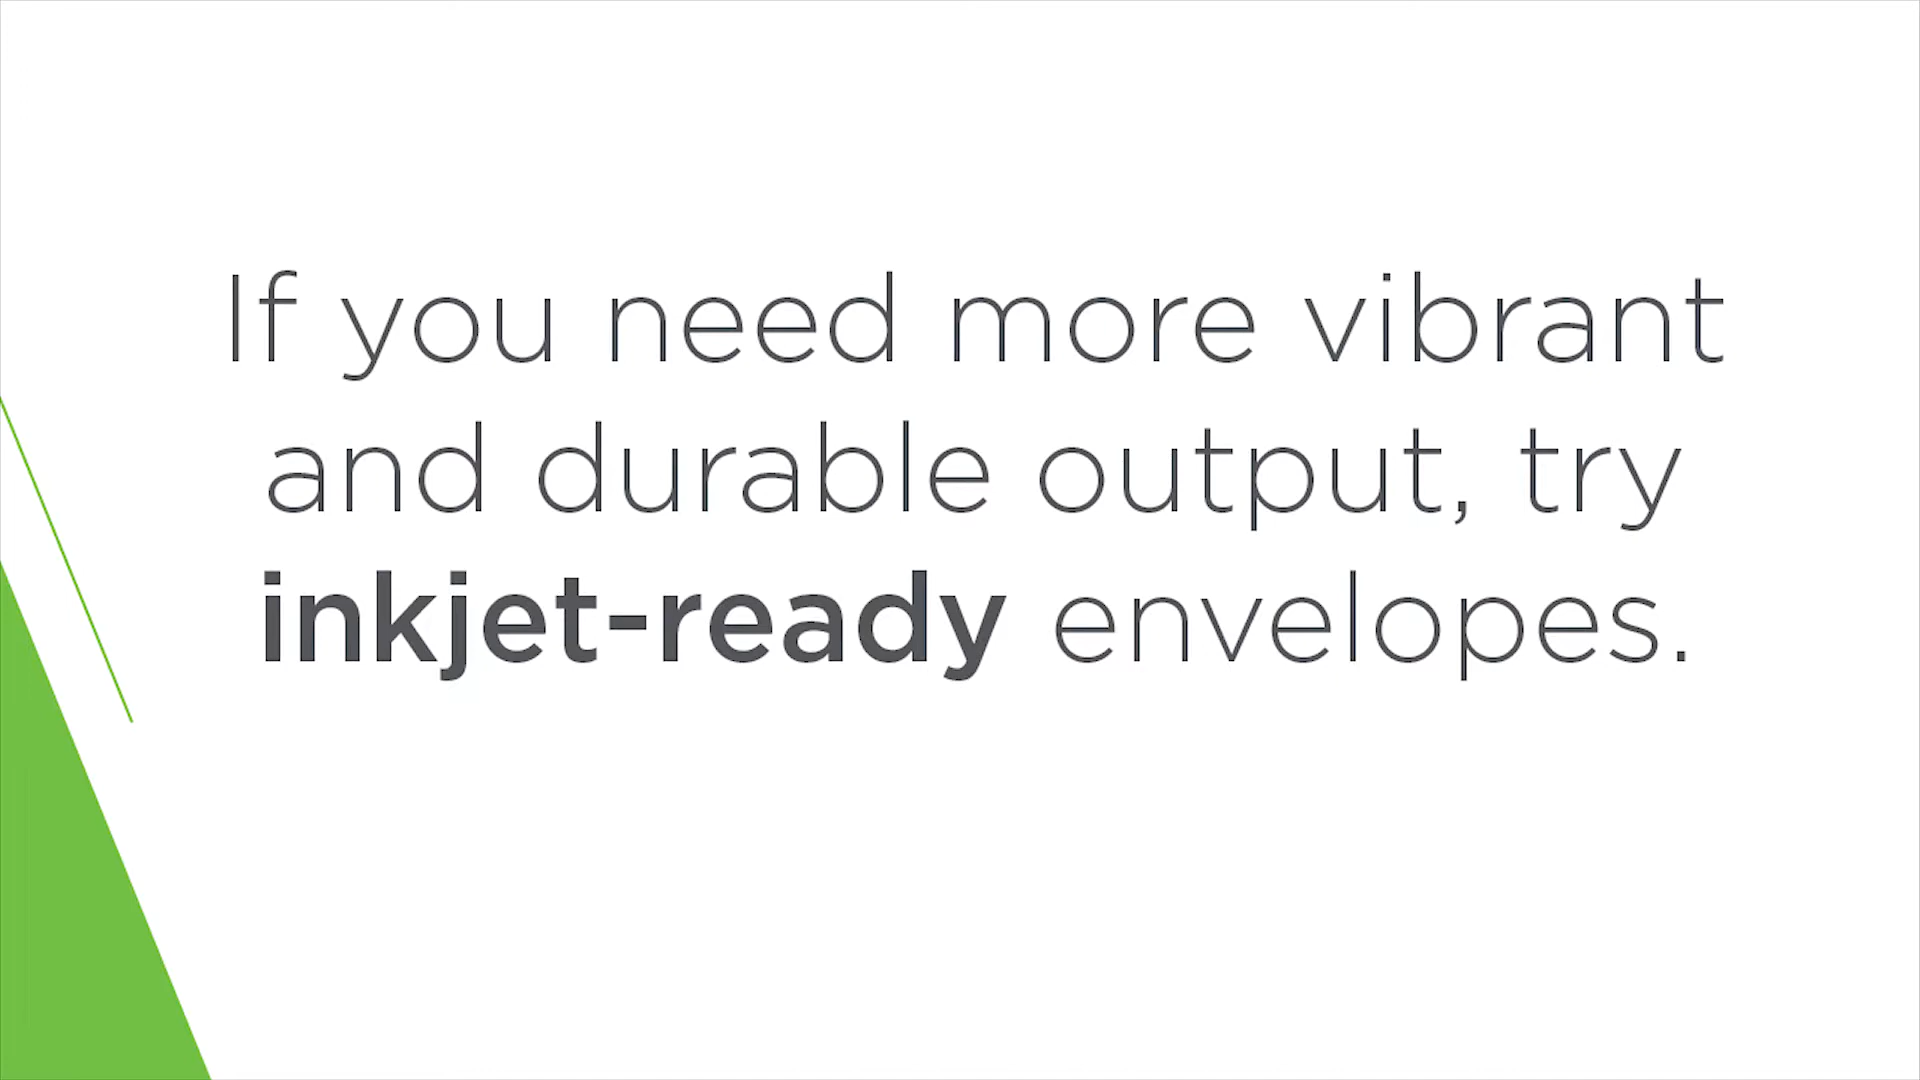 If you need more vibrant
and durable output, try
inkjet-ready envelopes.